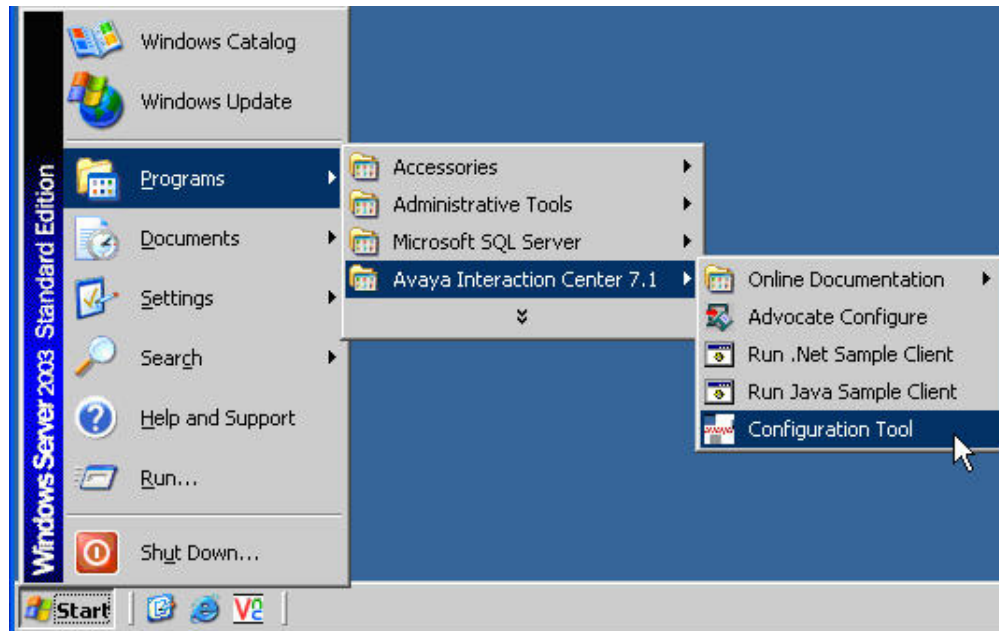 Windows Server 2003 Standard Edition
Windows Catalog
Windows Update
Programs
Documents
Settings
Search
Help and Support
Run...
Shut Down...
Accessories
Administrative Tools
Microsoft SQL Server
Avaya Interaction Center 7.1
Online Documentation
Advocate Configure
Run .Net Sample Client
Run Java Sample Client
AVAYA Configuration Tool
Start